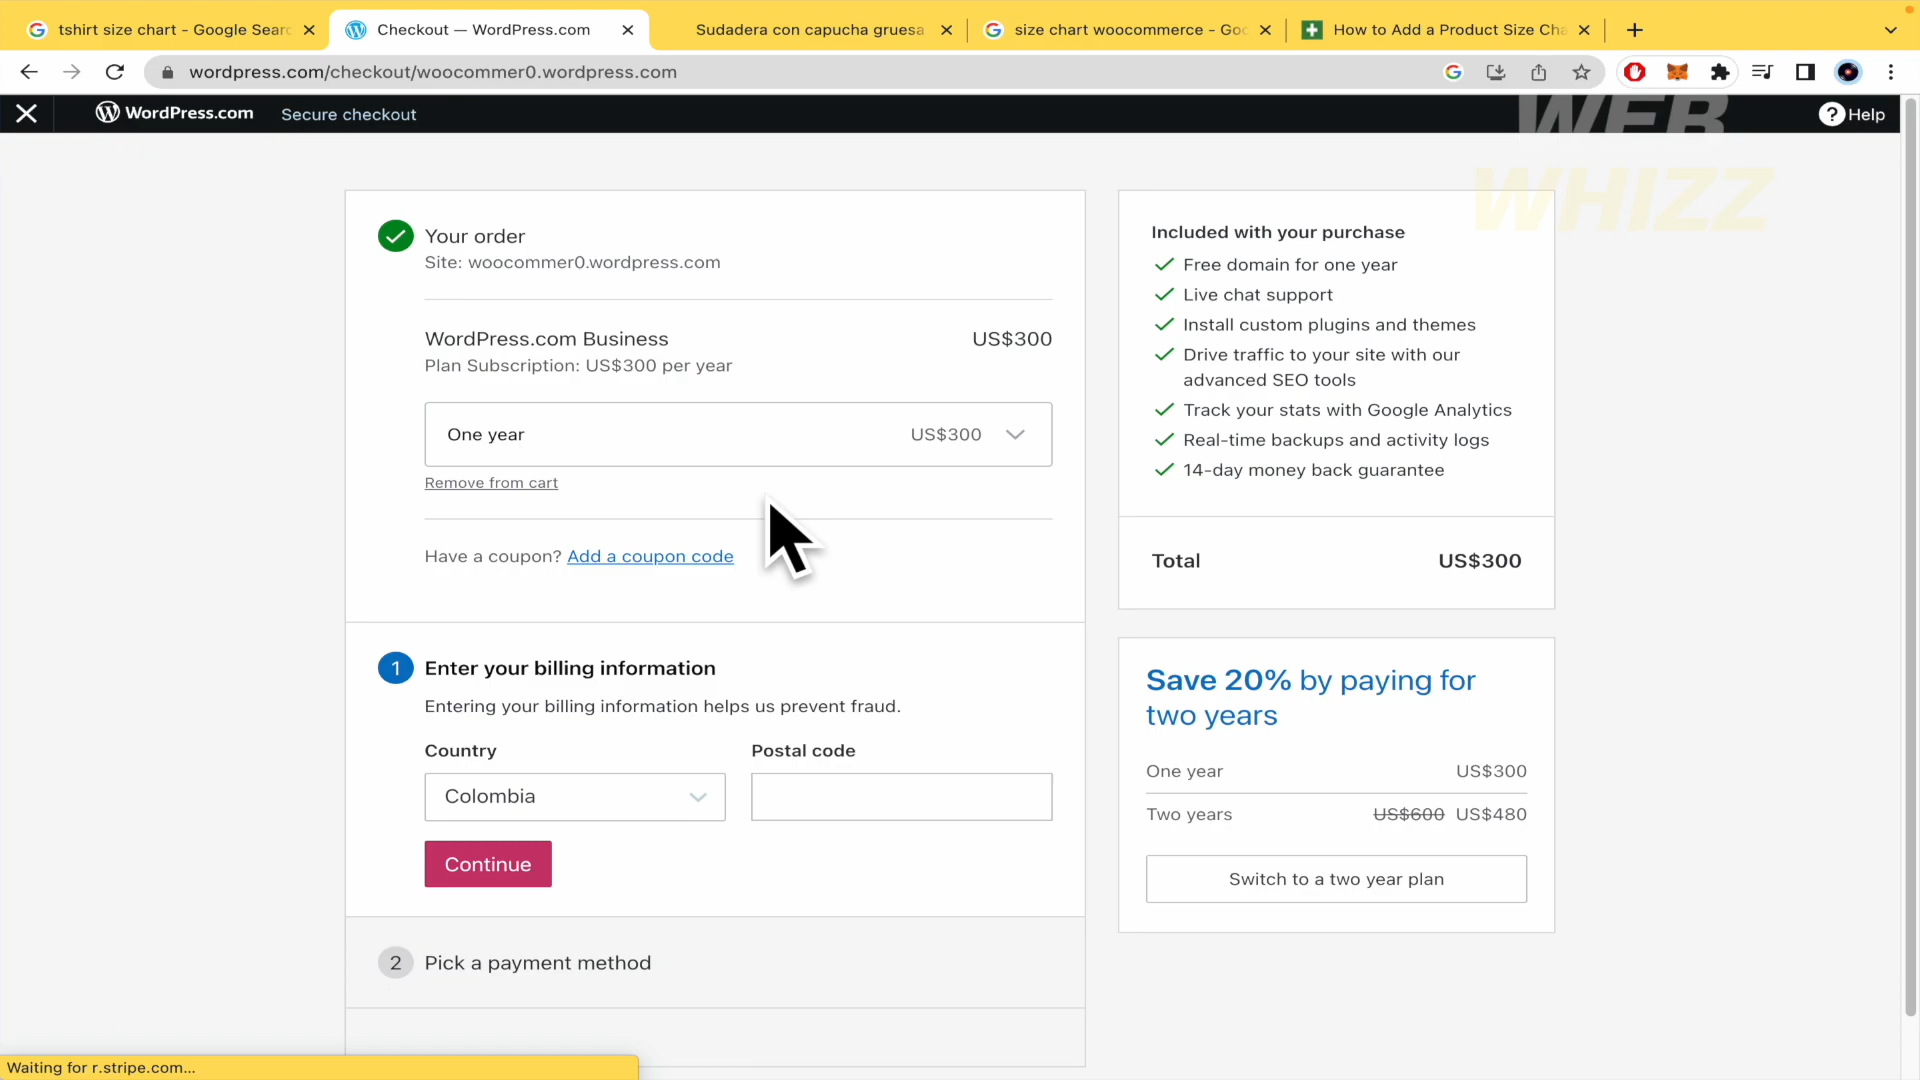 tshirt size chart - Google Searc
Checkout — WordPress.com
Sudadera con capucha gruesa
size chart woocommerce - Goo
How to Add a Product Size Cha
wordpress.com/checkout/woocommer0.wordpress.com
WordPress.com
Secure checkout
Help
WEB
WHIZZ
Your order
Site: woocommer0.wordpress.com
WordPress.com Business US$300
Plan Subscription: US$300 per year
One year US$300
Remove from cart
Have a coupon? Add a coupon code
1 Enter your billing information
Entering your billing information helps us prevent fraud.
Country Postal code
Colombia
Continue
2 Pick a payment method
Included with your purchase
Free domain for one year
Live chat support
Install custom plugins and themes
Drive traffic to your site with our
advanced SEO tools
Track your stats with Google Analytics
Real-time backups and activity logs
14-day money back guarantee
Total US$300
Save 20% by paying for
two years
One year US$300
Two years US$600 US$480
Switch to a two year plan
Waiting for r.stripe.com...